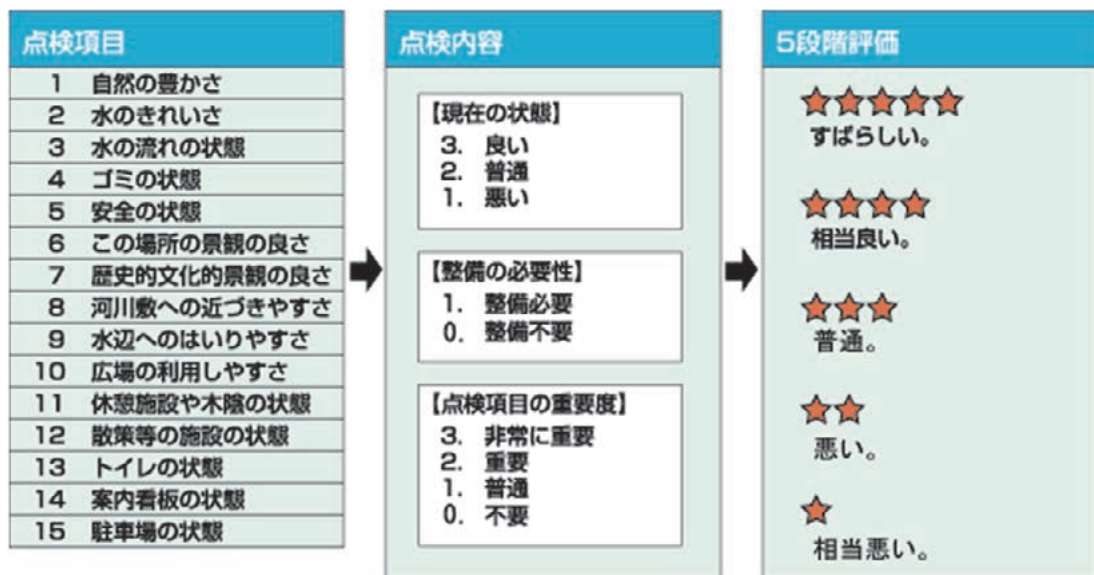 点検項目
1 自然の豊かさ
2 水のきれいさ
3 水の流れの状態
4 ゴミの状態
5 安全の状態
6 この場所の景観の良さ
7 歴史的文化的景観の良さ
8 河川敷への近づきやすさ
9 水辺へのはいりやすさ
10 広場の利用しやすさ
11 休憩施設や木陰の状態
12 散策等の施設の状態
13 トイレの状態
14 案内看板の状態
15 駐車場の状態
点検内容
【現在の状態】
3. 良い
2. 普通
1. 悪い
【整備の必要性】
1. 整備必要
0. 整備不要
【点検項目の重要度】
3. 非常に重要
2. 重要
1. 普通
0. 不要
5段階評価
すばらしい。
相当良い。
普通。
悪い。
相当悪い。